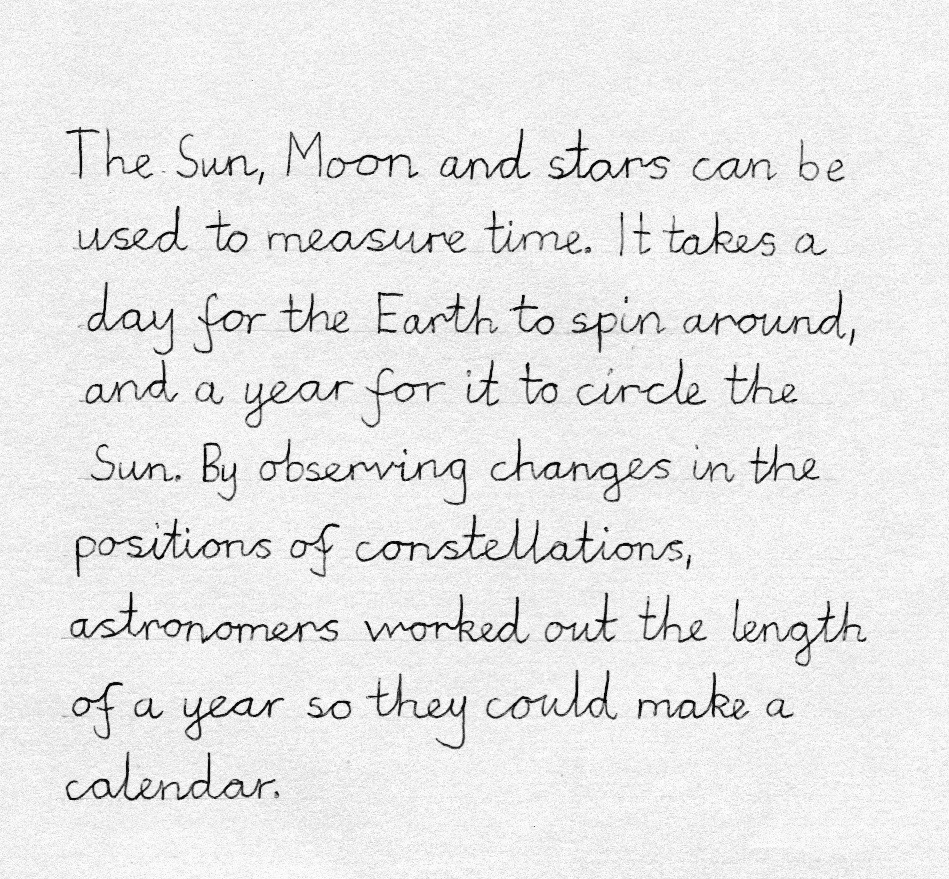 The Sun, Moon and stars can be
used to measure time. It takes a
day for the Earth to spin around,
and a year for it to circle the
Sun. By observing changes in the
positions of constellations,
astronomers worked out the length
of a year so they could make a
calendar.